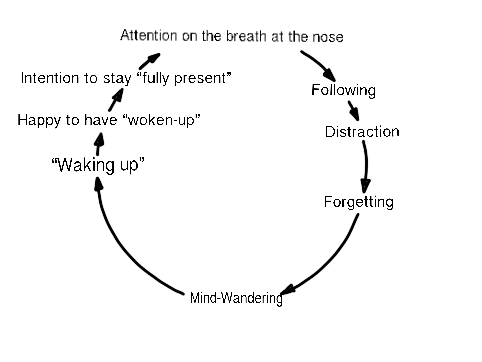 Attention on the breath at the nose
Intention to stay “fully present”
Following
Happy to have “woken-up”
Distraction
“Waking up”
Forgetting
Mind-Wandering